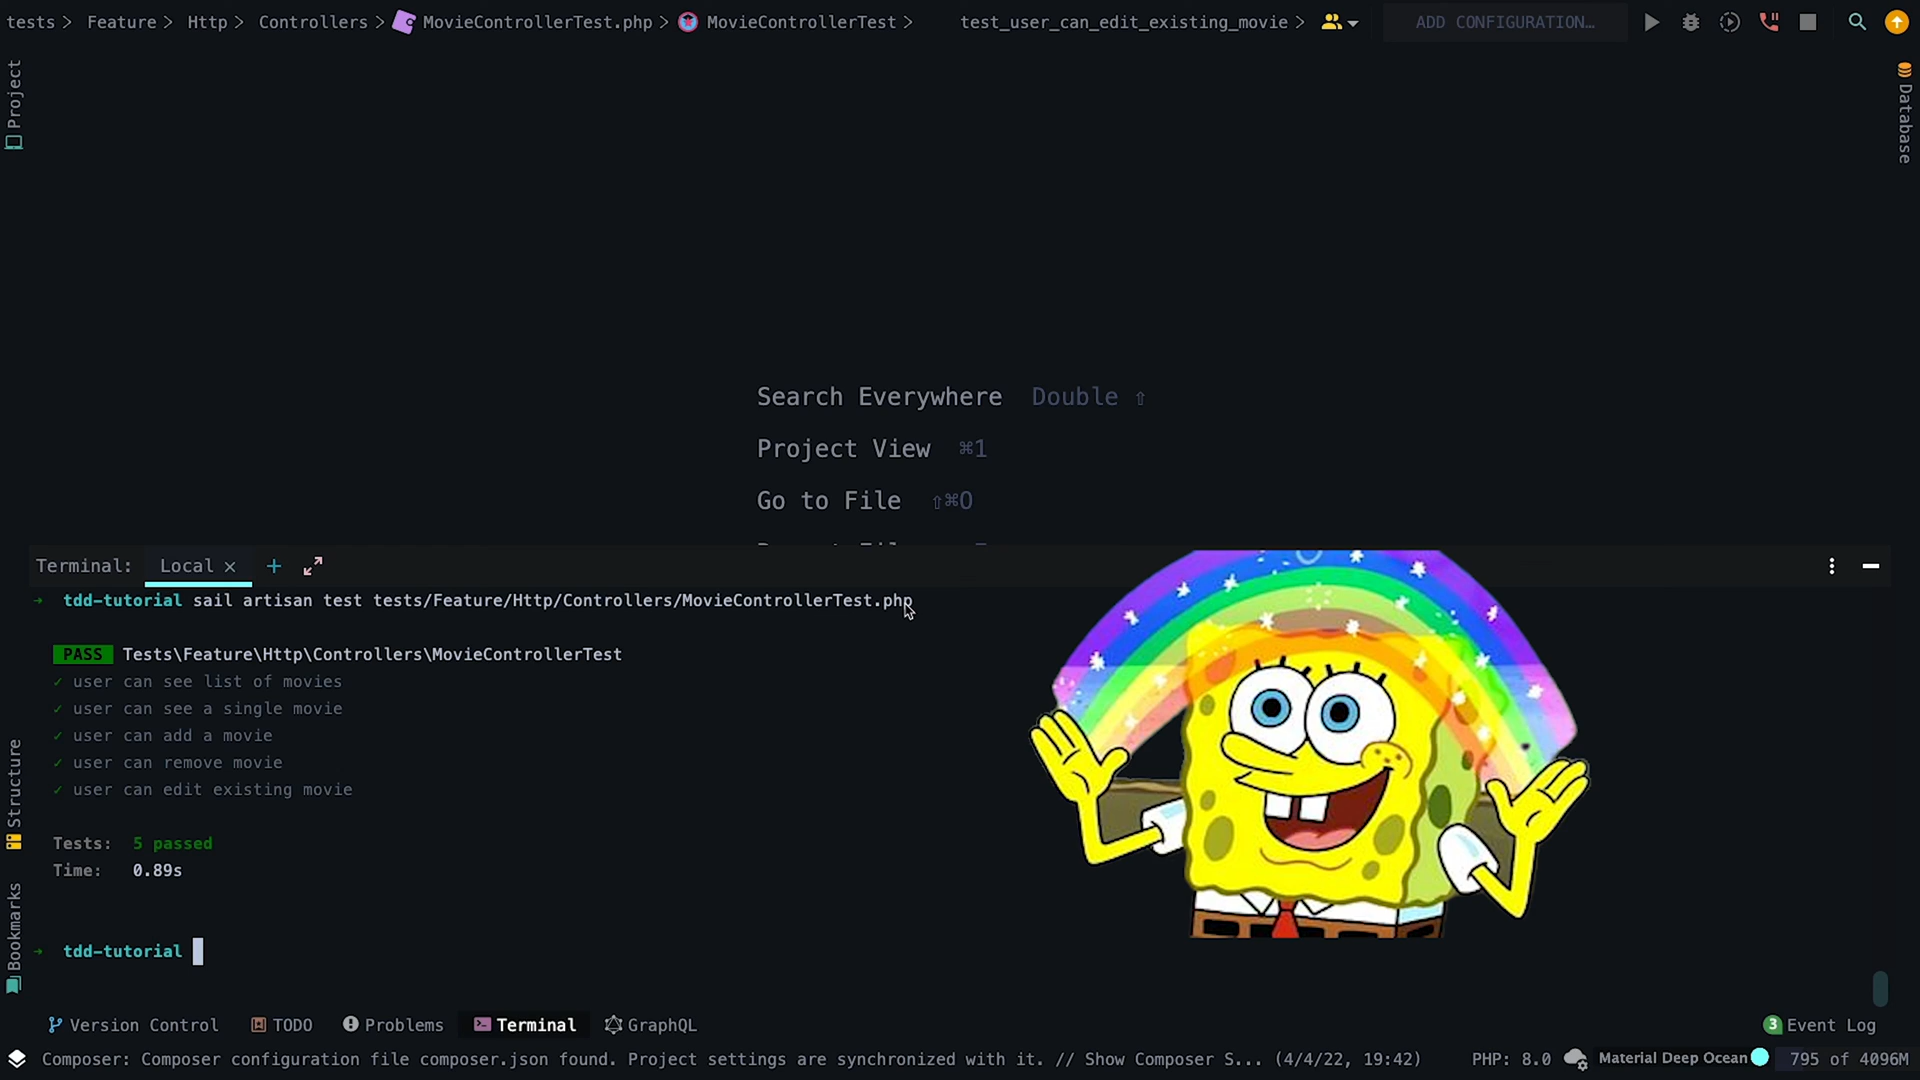 tests > Feature > Http > Controllers > MovieControllerTest.php > MovieControllerTest > test_user_can_edit_existing_movie > ADD CONFIGURATION...
Project
Database
Search Everywhere Double ⇧
Project View ⌘1
Go to File ⇧⌘O
Terminal: Local × +
→ tdd-tutorial sail artisan test tests/Feature/Http/Controllers/MovieControllerTest.php
PASS Tests\Feature\Http\Controllers\MovieControllerTest
✓ user can see list of movies
✓ user can see a single movie
✓ user can add a movie
✓ user can remove movie
✓ user can edit existing movie
Tests: 5 passed
Time: 0.89s
→ tdd-tutorial
Structure
Bookmarks
Version Control TODO Problems Terminal GraphQL 3 Event Log
Composer: Composer configuration file composer.json found. Project settings are synchronized with it. // Show Composer S... (4/4/22, 19:42) PHP: 8.0 Material Deep Ocean 795 of 4096M